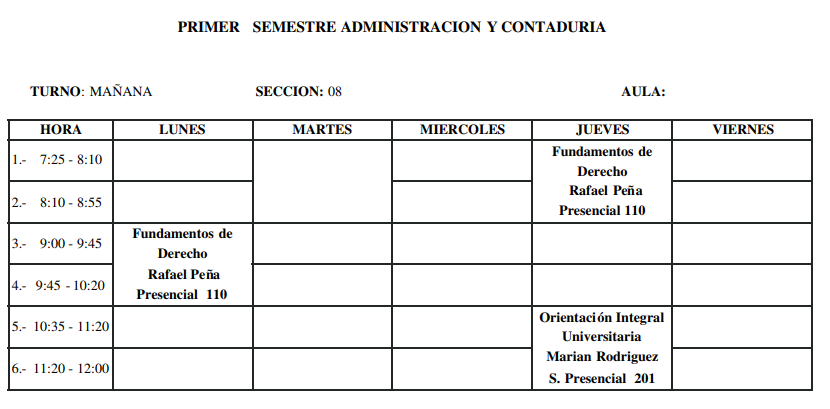 PRIMER SEMESTRE ADMINISTRACION Y CONTADURIA
TURNO: MAÑANA SECCION: 08 AULA:
HORA LUNES MARTES MIERCOLES JUEVES VIERNES
1.- 7:25 - 8:10
Fundamentos de
Derecho
Rafael Peña
Presencial 110
2.- 8:10 - 8:55
3.- 9:00 - 9:45
Fundamentos de
Derecho
Rafael Peña
Presencial 110
4.- 9:45 - 10:20
5.- 10:35 - 11:20
Orientación Integral
Universitaria
Marian Rodriguez
S. Presencial 201
6.- 11:20 - 12:00